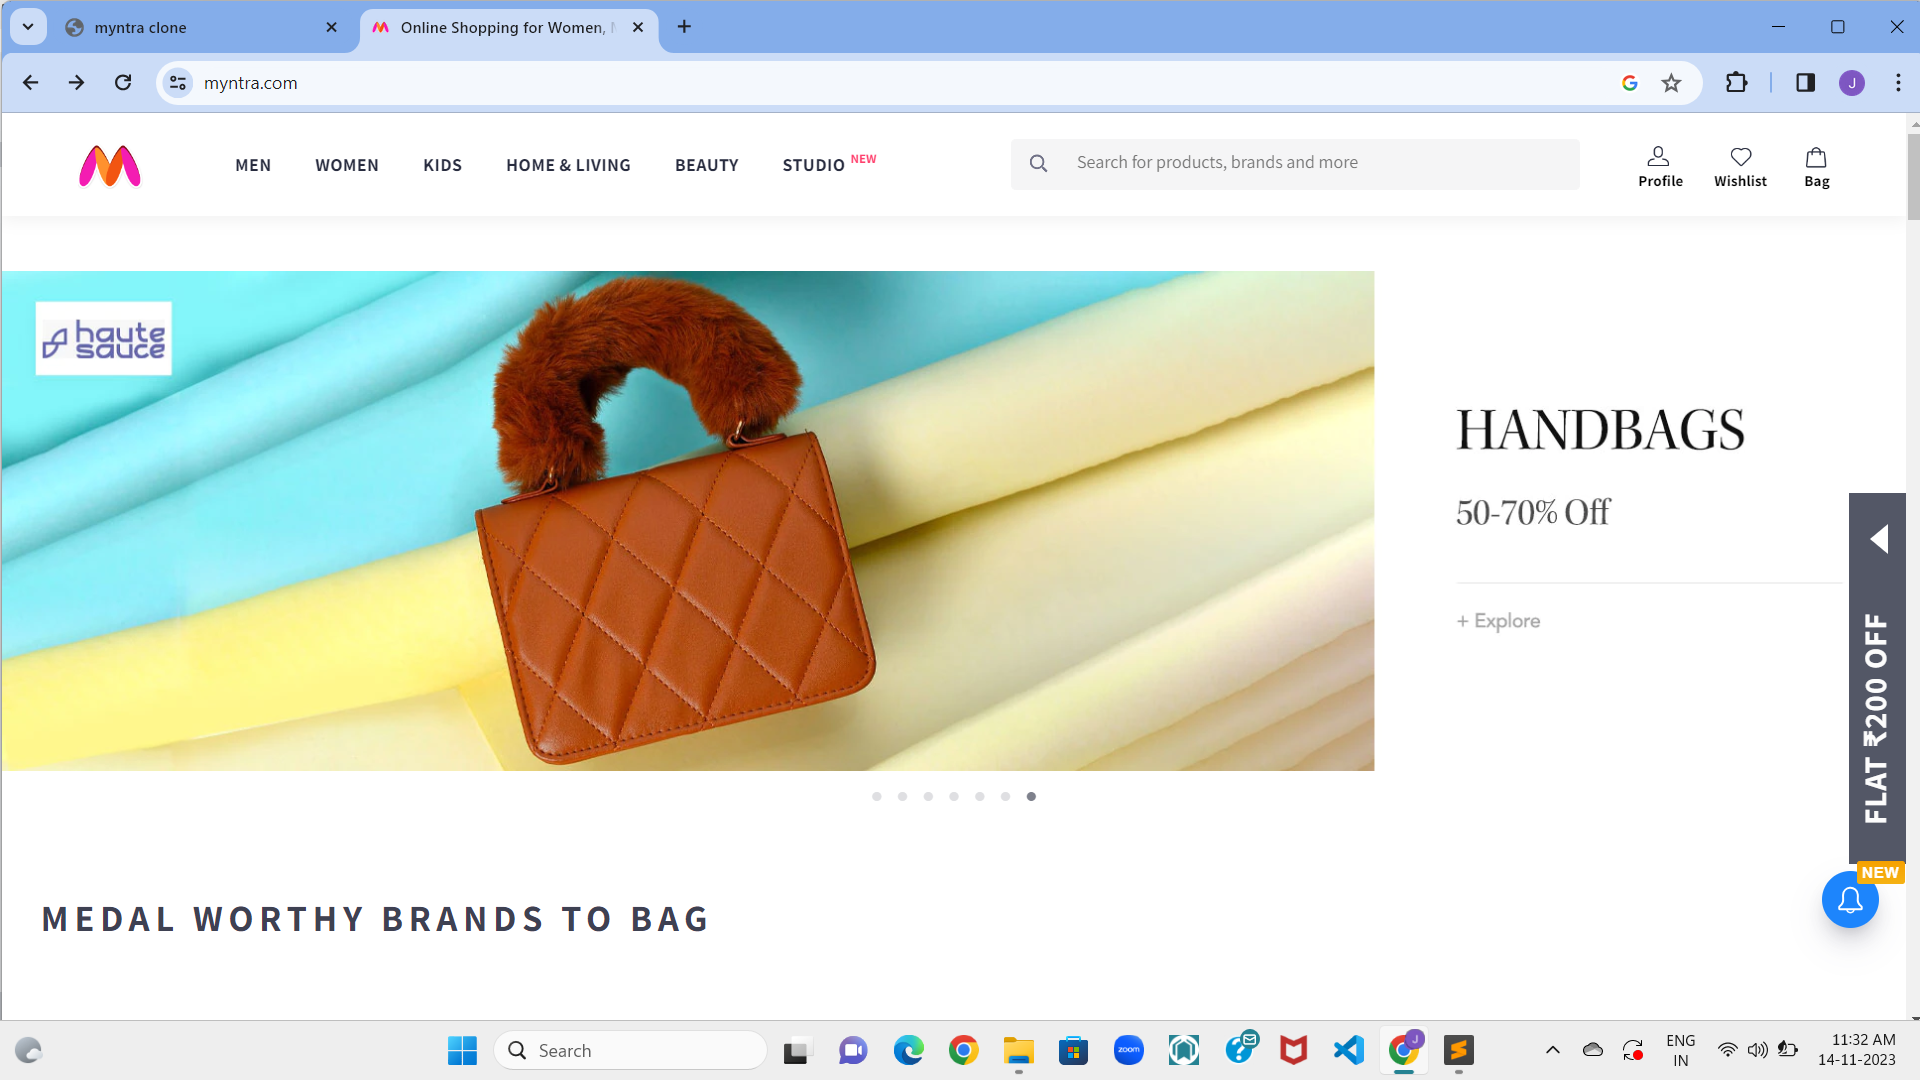 myntra clone
Online Shopping for Women,
myntra.com
MEN WOMEN KIDS HOME & LIVING BEAUTY STUDIO NEW
Search for products, brands and more
Profile Wishlist Bag
haute
sauce
HANDBAGS
50-70% Off
+ Explore
FLAT ₹200 OFF
NEW
MEDAL WORTHY BRANDS TO BAG
Search
zoom
ENG
IN
11:32 AM
14-11-2023